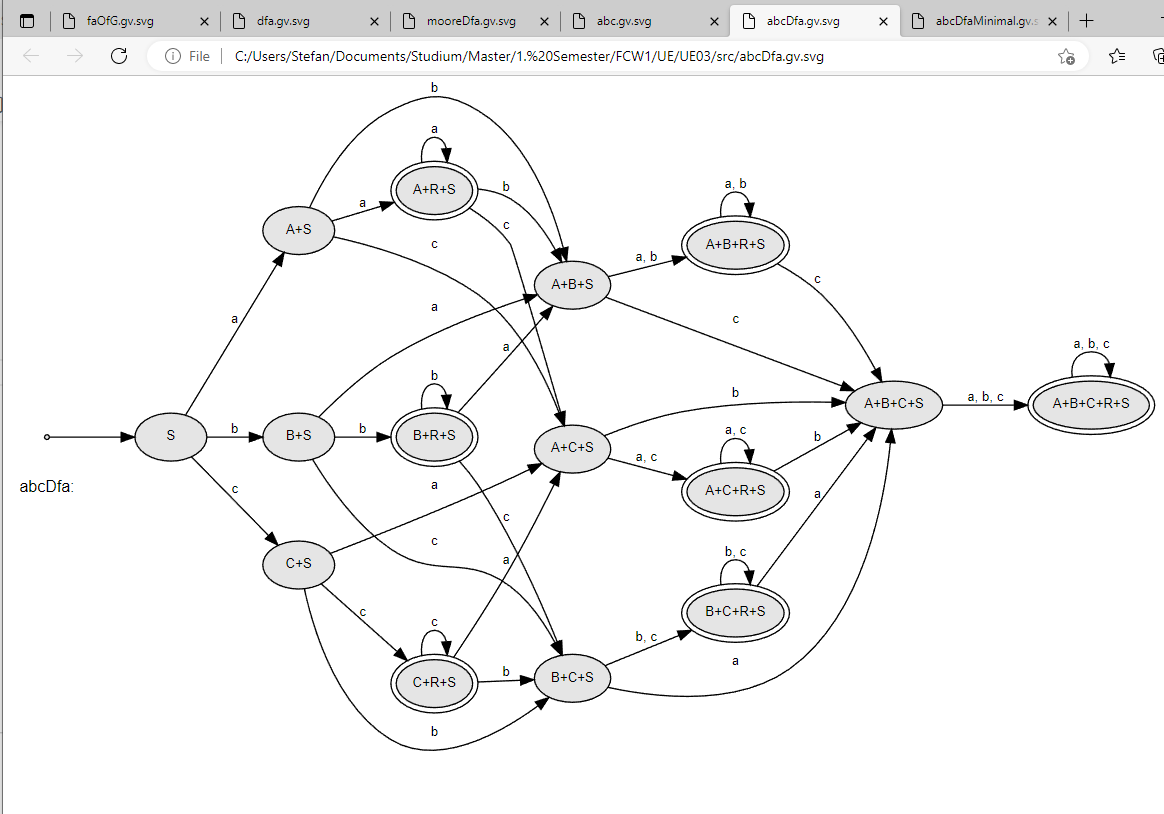 faOfG.gv.svg
dfa.gv.svg
mooreDfa.gv.svg
abc.gv.svg
abcDfa.gv.svg
abcDfaMinimal.gv.s
File
C:/Users/Stefan/Documents/Studium/Master/1.%20Semester/FCW1/UE/UE03/src/abcDfa.gv.svg
b
a
A+R+S
a
b
a, b
A+S
c
c
A+B+R+S
a, b
c
A+B+S
a
a
c
a
b
a, b, c
b
A+B+C+S
a, b, c
A+B+C+R+S
S
b
B+S
b
B+R+S
A+C+S
a, c
a, c
b
abcDfa:
c
a
A+C+R+S
a
c
c
b, c
C+S
a
c
B+C+R+S
c
b, c
C+R+S
b
B+C+S
a
b